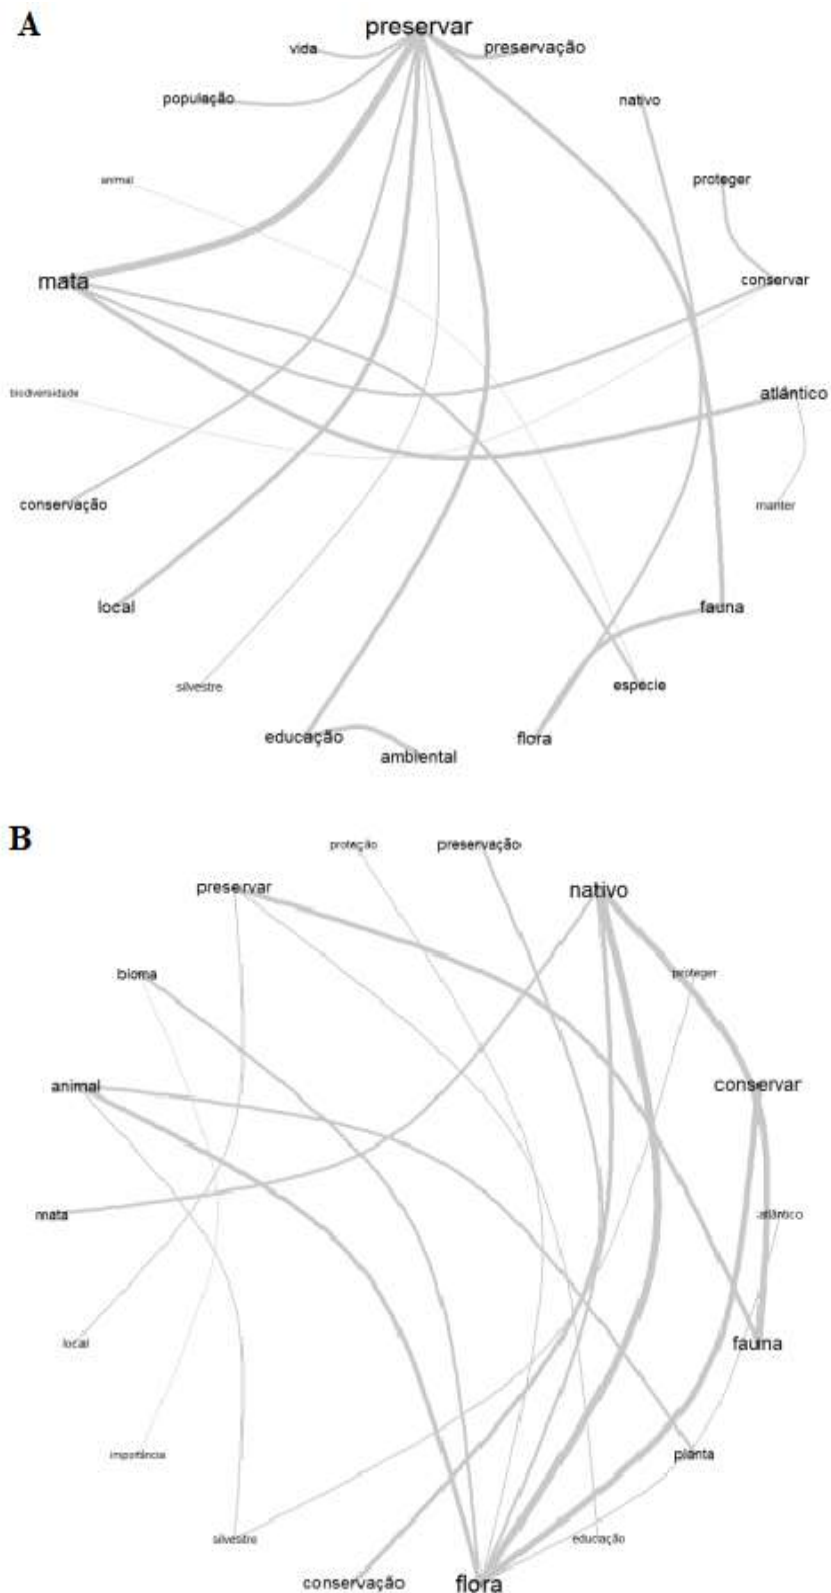 A
preservar
vida
preservação
população
nativo
animal
proteger
mata
conservar
biodiversidade
atlântico
conservação
manter
local
fauna
silvestre
espécie
educação
flora
ambiental
B
proteção
preservação
preservar
nativo
bioma
proteger
animal
conservar
mata
atlântico
local
fauna
importância
planta
silvestre
educação
conservação
flora